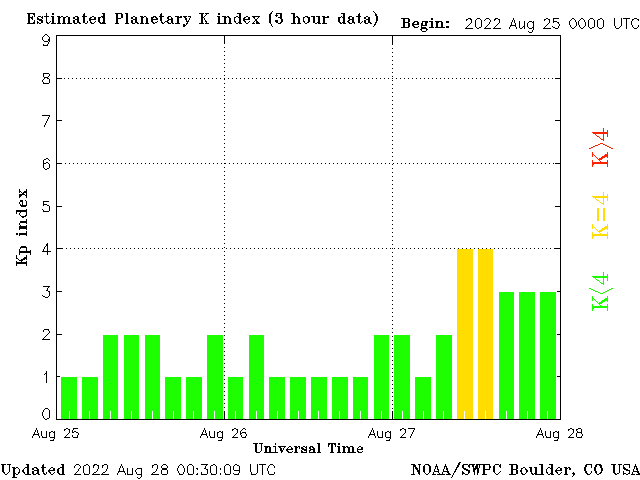 Estimated Planetary K index (3 hour data) Begin: 2022 Aug 25 0000 UTC
9
8
7
6
5
4
3
2
1
0
Kp index
K>4
K=4
K<4
Aug 25 Aug 26 Aug 27 Aug 28
Universal Time
Updated 2022 Aug 28 00:30:09 UTC NOAA/SWPC Boulder, CO USA